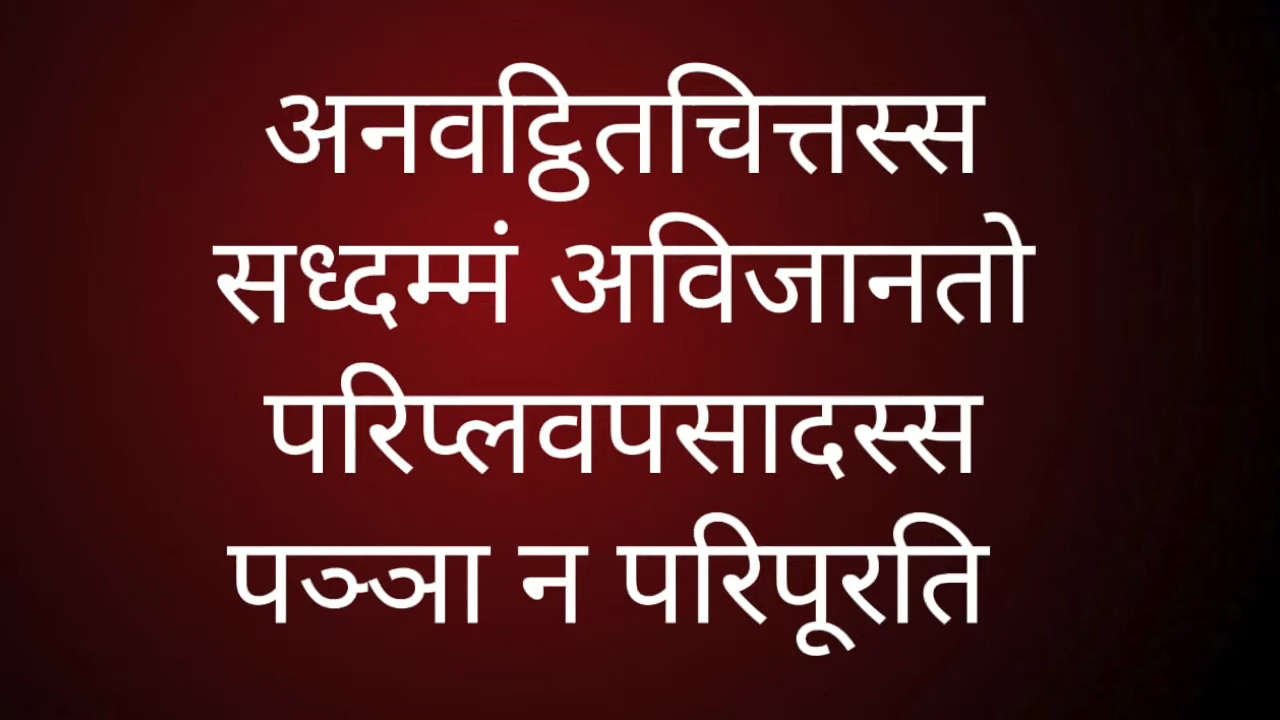 अनवट्ठितचित्तस्स
सध्दम्मं अविजानतो
परिप्लवपसादस्स
पञ्ञा न परिपूरति